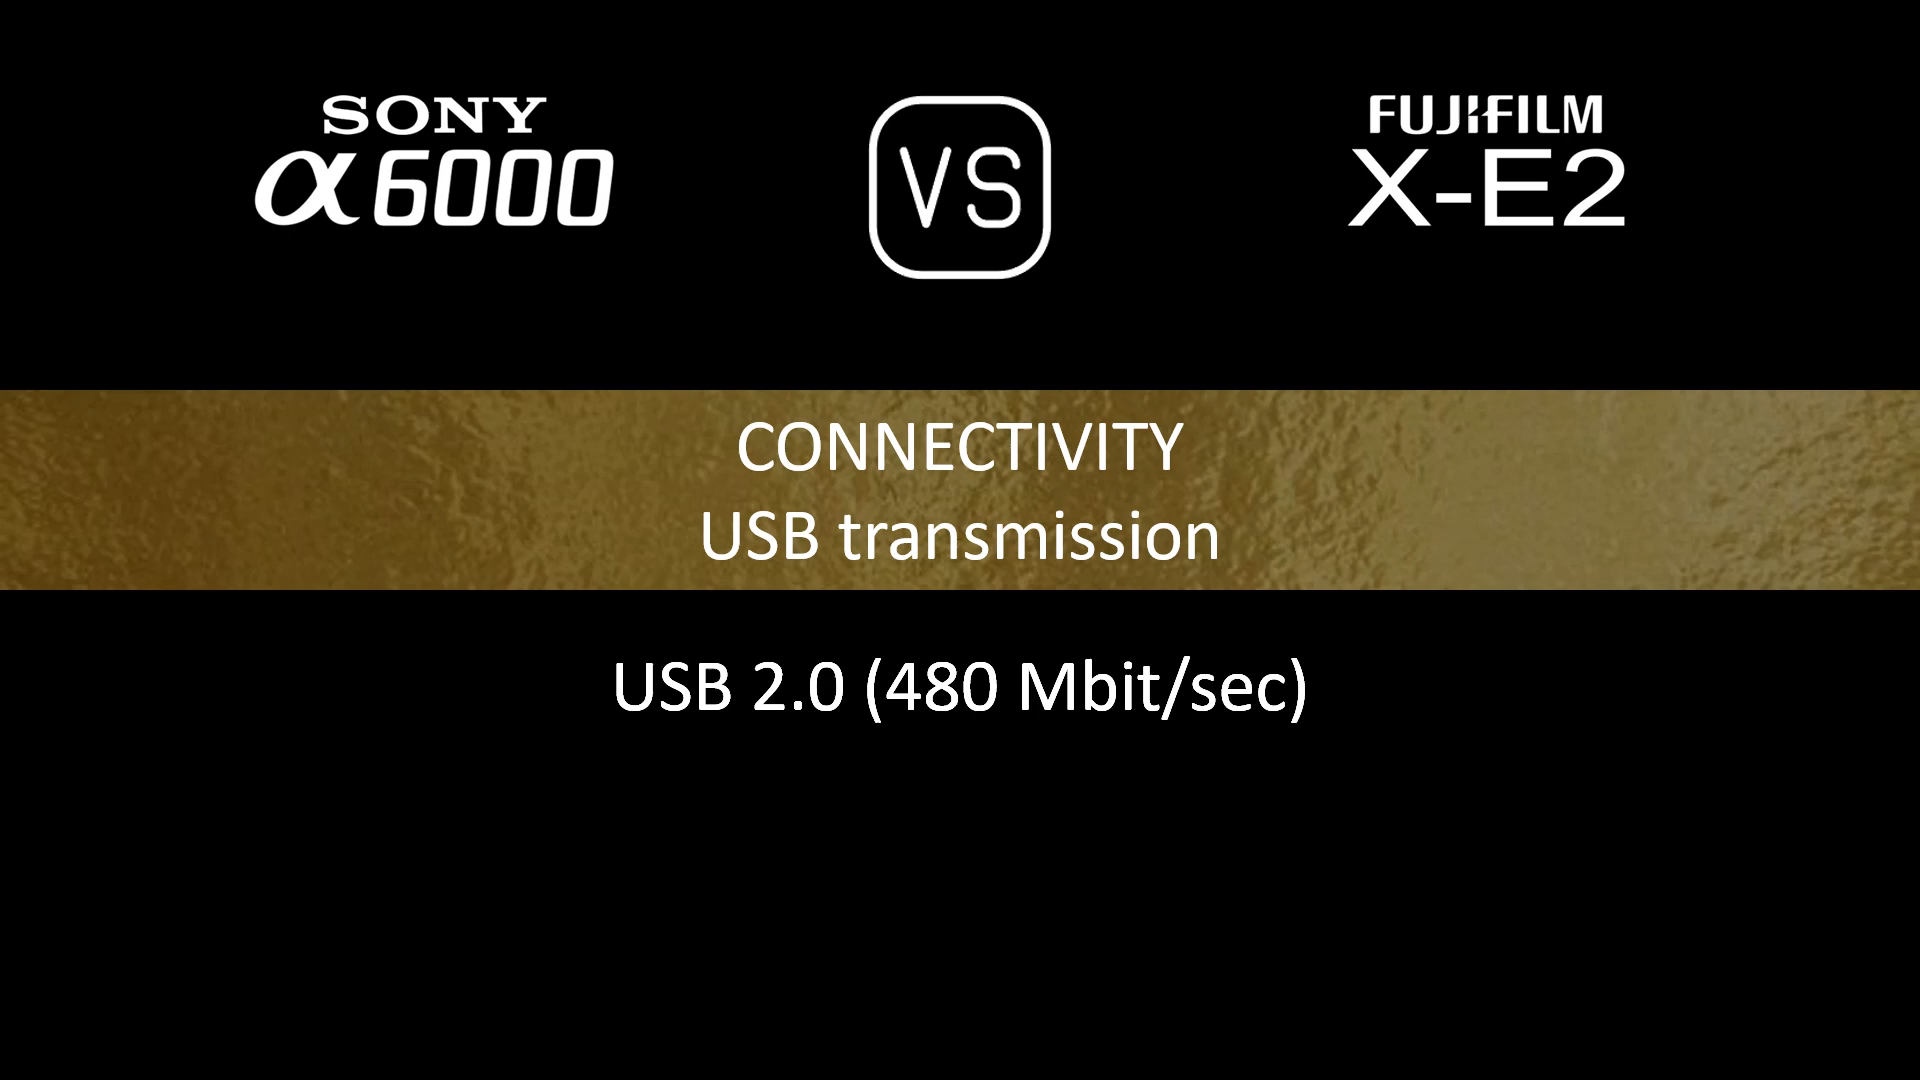 SONY
α6000
VS
FUJIFILM
X-E2
CONNECTIVITY
USB transmission
USB 2.0 (480 Mbit/sec)